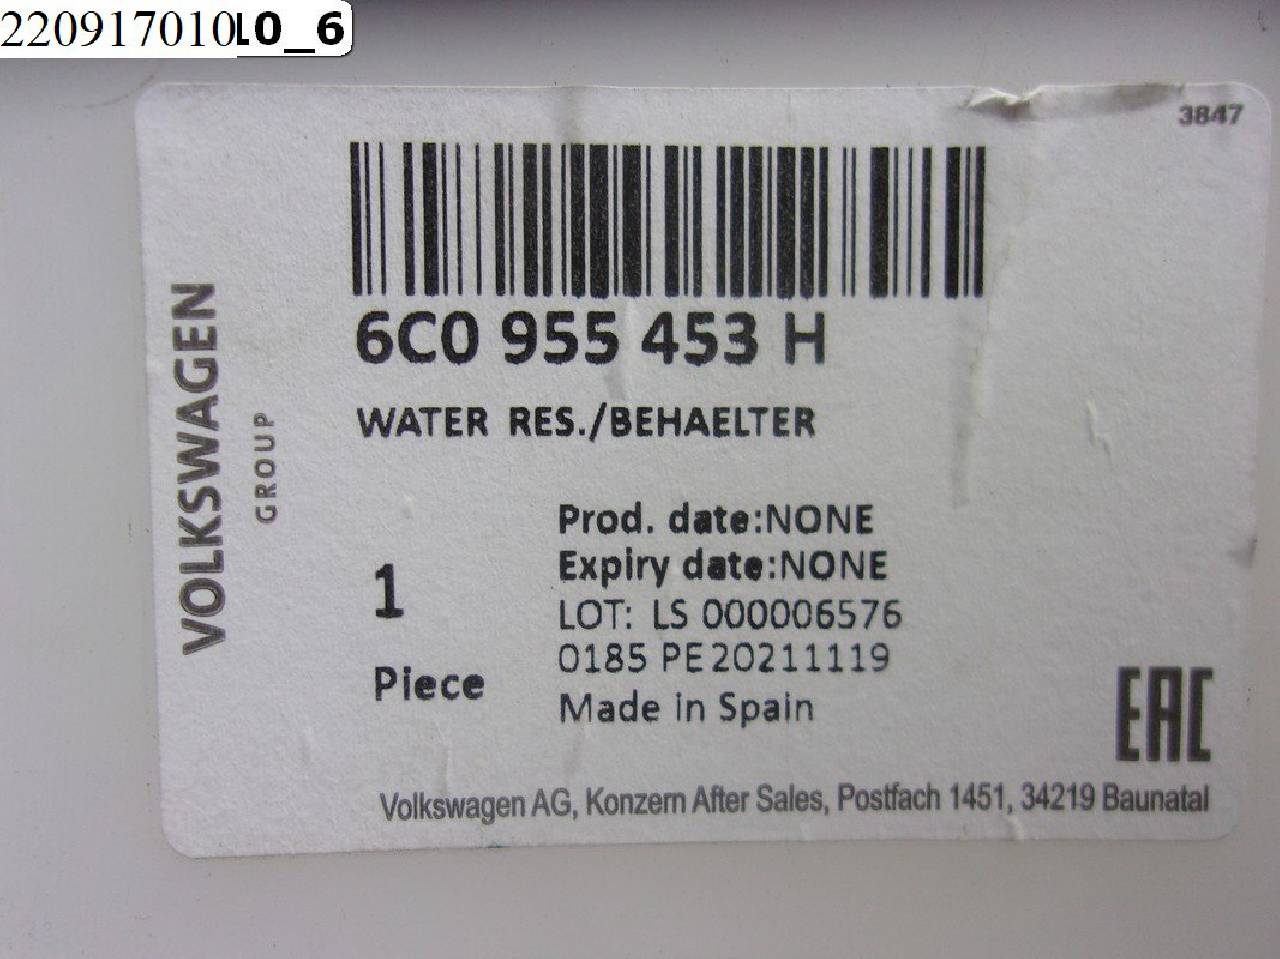 220917010LO_6
3847
6C0 955 453 H
WATER RES./BEHAELTER
VOLKSWAGEN
GROUP
1
Piece
Prod. date:NONE
Expiry date:NONE
LOT: LS 000006576
0185 PE20211119
Made in Spain
EAC
Volkswagen AG, Konzern After Sales, Postfach 1451, 34219 Baunatal